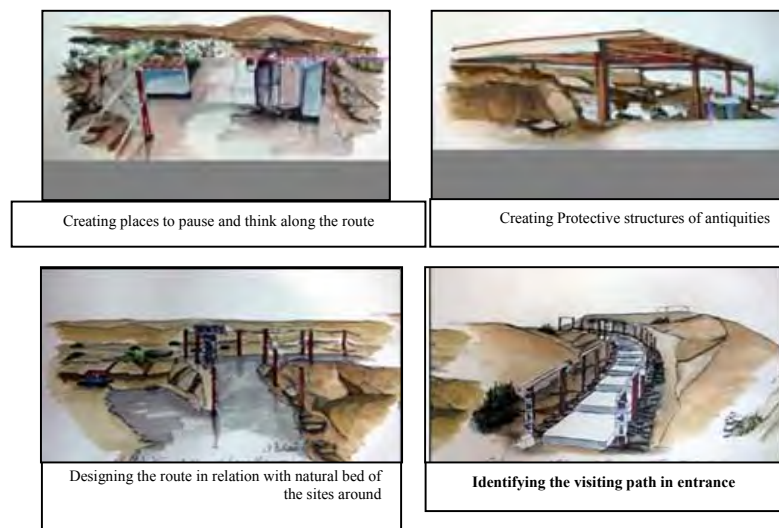 Creating places to pause and think along the route
Creating Protective structures of antiquities
Designing the route in relation with natural bed of
the sites around
Identifying the visiting path in entrance